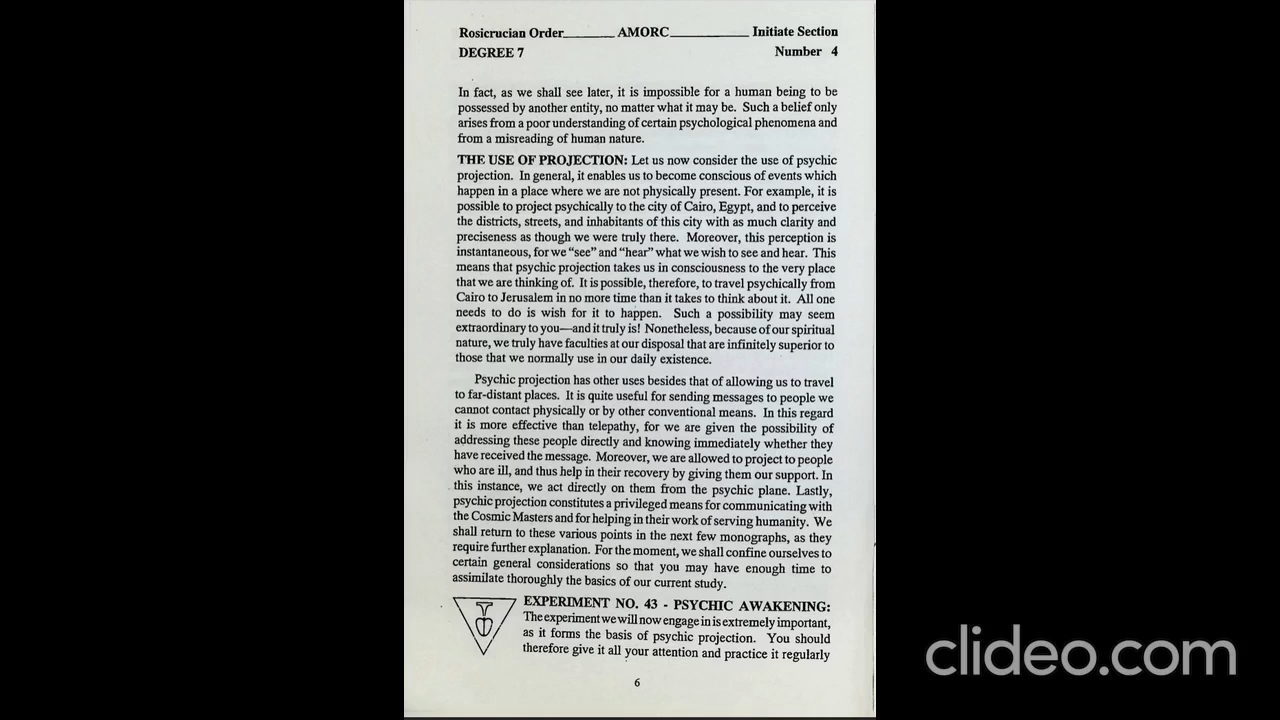 Rosicrucian Order________ AMORC____________ Initiate Section
DEGREE 7 Number 4
In fact, as we shall see later, it is impossible for a human being to be
possessed by another entity, no matter what it may be. Such a belief only
arises from a poor understanding of certain psychological phenomena and
from a misreading of human nature.
THE USE OF PROJECTION: Let us now consider the use of psychic
projection. In general, it enables us to become conscious of events which
happen in a place where we are not physically present. For example, it is
possible to project psychically to the city of Cairo, Egypt, and to perceive
the districts, streets, and inhabitants of this city with as much clarity and
preciseness as though we were truly there. Moreover, this perception is
instantaneous, for we “see” and “hear” what we wish to see and hear. This
means that psychic projection takes us in consciousness to the very place
that we are thinking of. It is possible, therefore, to travel psychically from
Cairo to Jerusalem in no more time than it takes to think about it. All one
needs to do is wish for it to happen. Such a possibility may seem
extraordinary to you—and it truly is! Nonetheless, because of our spiritual
nature, we truly have faculties at our disposal that are infinitely superior to
those that we normally use in our daily existence.
Psychic projection has other uses besides that of allowing us to travel
to far-distant places. It is quite useful for sending messages to people we
cannot contact physically or by other conventional means. In this regard
it is more effective than telepathy, for we are given the possibility of
addressing these people directly and knowing immediately whether they
have received the message. Moreover, we are allowed to project to people
who are ill, and thus help in their recovery by giving them our support. In
this instance, we act directly on them from the psychic plane. Lastly,
psychic projection constitutes a privileged means for communicating with
the Cosmic Masters and for helping in their work of serving humanity. We
shall return to these various points in the next few monographs, as they
require further explanation. For the moment, we shall confine ourselves to
certain general considerations so that you may have enough time to
assimilate thoroughly the basics of our current study.
EXPERIMENT NO. 43 - PSYCHIC AWAKENING:
The experiment we will now engage in is extremely important,
as it forms the basis of psychic projection. You should
therefore give it all your attention and practice it regularly
6
clideo.com